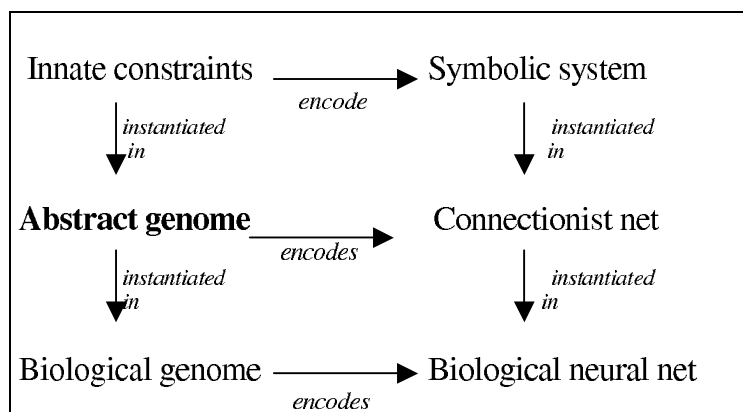 Innate constraints
encode
Symbolic system
instantiated
in
instantiated
in
Abstract genome
encodes
Connectionist net
instantiated
in
instantiated
in
Biological genome
encodes
Biological neural net